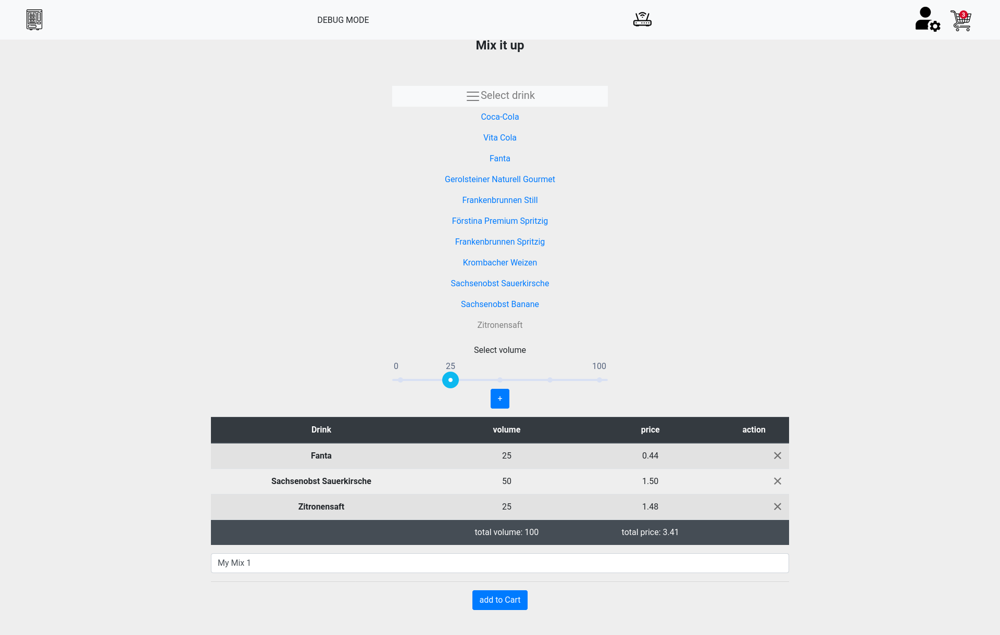 DEBUG MODE
3
Mix it up
Select drink
Coca-Cola
Vita Cola
Fanta
Gerolsteiner Naturell Gourmet
Frankenbrunnen Still
Förstina Premium Spritzig
Frankenbrunnen Spritzig
Krombacher Weizen
Sachsenobst Sauerkirsche
Sachsenobst Banane
Zitronensaft
Select volume
0 25 100
+
Drink volume price action
Fanta 25 0.44
Sachsenobst Sauerkirsche 50 1.50
Zitronensaft 25 1.48
total volume: 100 total price: 3.41
My Mix 1
add to Cart